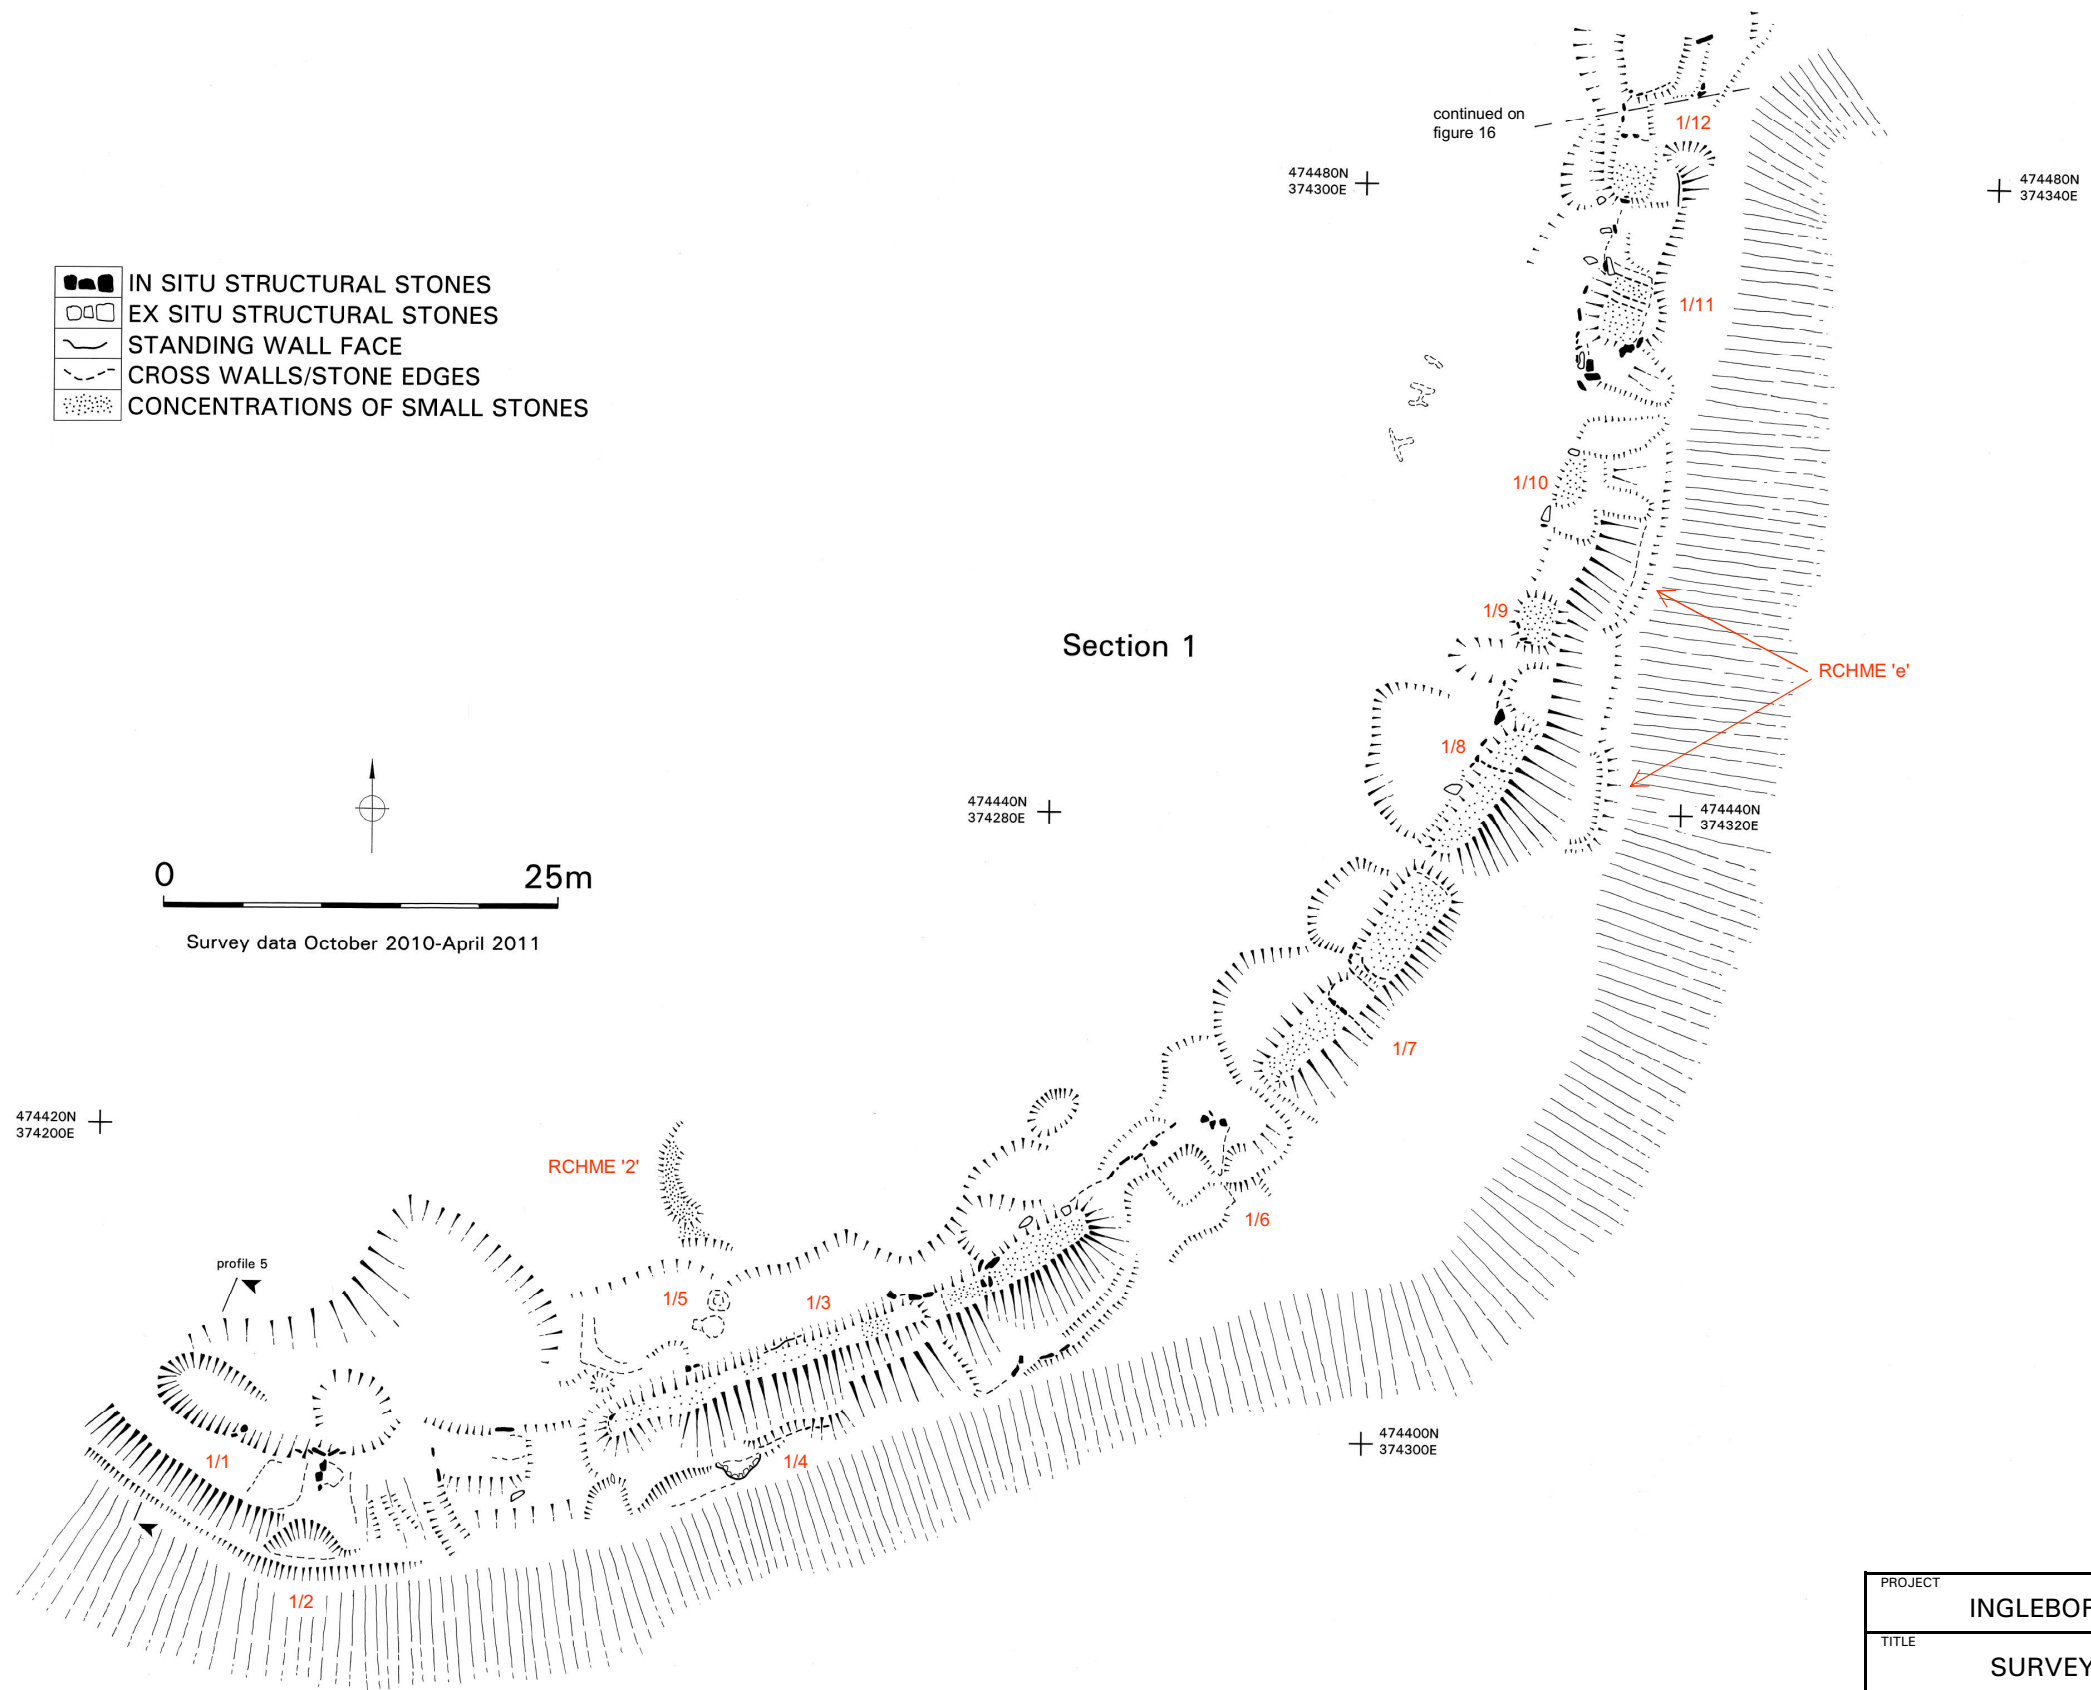 continued on
figure 16
1/12
474480N
374300E
474480N
374340E
IN SITU STRUCTURAL STONES
EX SITU STRUCTURAL STONES
STANDING WALL FACE
CROSS WALLS/STONE EDGES
CONCENTRATIONS OF SMALL STONES
1/11
1/10
1/9
Section 1
RCHME 'e'
1/8
474440N
374280E
474440N
374320E
0 25m
Survey data October 2010-April 2011
1/7
474420N
374200E
RCHME '2'
1/6
profile 5
1/5
1/3
474400N
374300E
1/1
1/4
1/2
PROJECT
INGLEBOR
TITLE
SURVEY